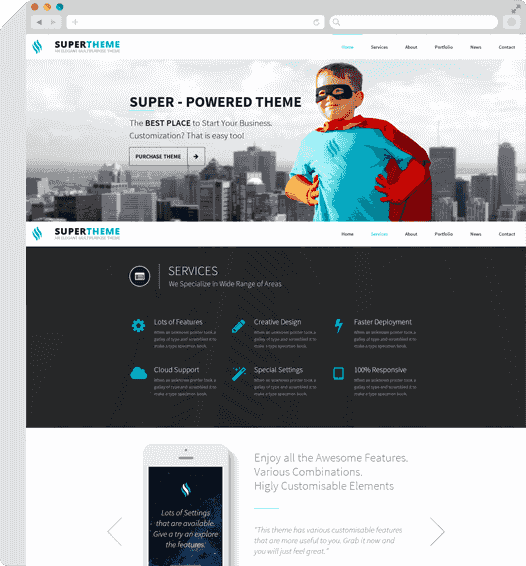 SUPERTHEME
AN ELEGANT MULTIPURPOSE THEME
Home Services About Portfolio News Contact
SUPER - POWERED THEME
The BEST PLACE to Start Your Business.
Customization? That is easy tool
PURCHASE THEME
SUPERTHEME
AN ELEGANT MULTIPURPOSE THEME
Home Services About Portfolio News Contact
SERVICES
We Specialize in Wide Range of Areas
Lots of Features
When an unknown printer took a
galley of type and scrambled it to
make a type specimen book.
Creative Design
When an unknown printer took a
galley of type and scrambled it to
make a type specimen book.
Faster Deployment
When an unknown printer took a
galley of type and scrambled it to
make a type specimen book.
Cloud Support
When an unknown printer took a
galley of type and scrambled it to
make a type specimen book.
Special Settings
When an unknown printer took a
galley of type and scrambled it to
make a type specimen book.
100% Responsive
When an unknown printer took a
galley of type and scrambled it to
make a type specimen book.
Enjoy all the Awesome Features.
Various Combinations.
Higly Customisable Elements
"This theme has various customisable features
that are more useful to you. Grab it now and
you will just feel great."
Lots of Settings
that are available.
Give a try an explore
the features.